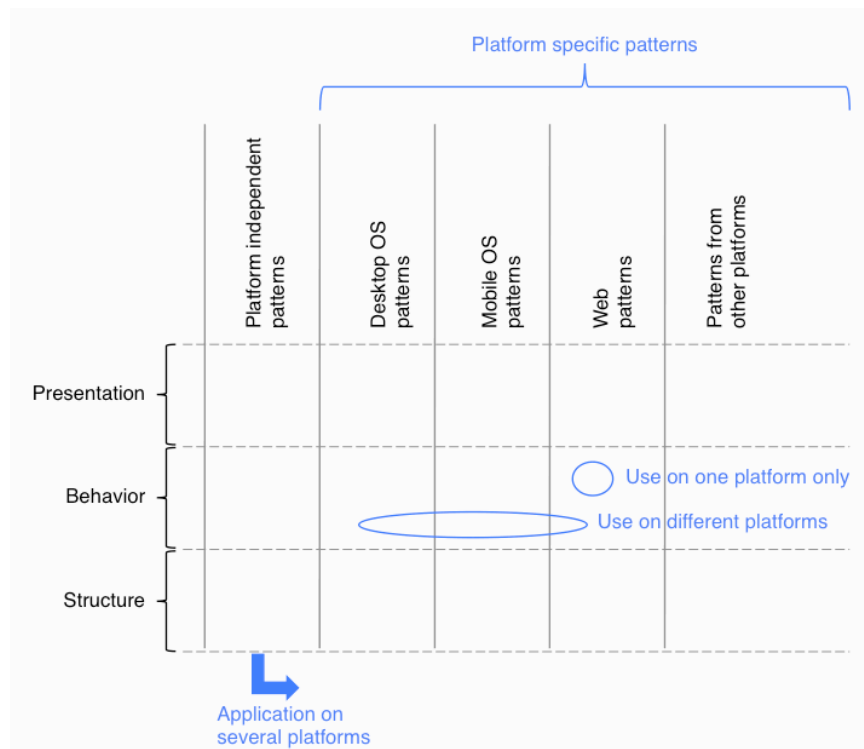 Platform specific patterns
Platform independent
patterns
Desktop OS
patterns
Mobile OS
patterns
Web
patterns
Patterns from
other platforms
Presentation
Behavior
Use on one platform only
Use on different platforms
Structure
Application on
several platforms